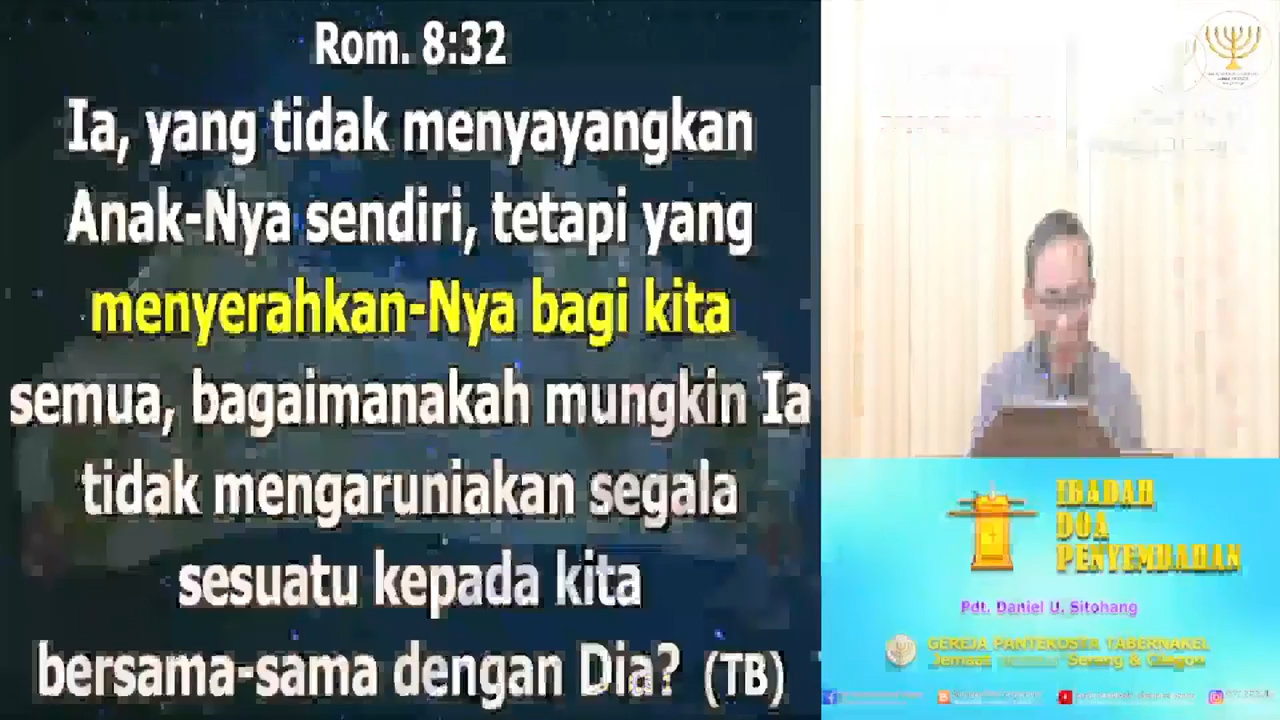 Rom. 8:32
Ia, yang tidak menyayangkan
Anak-Nya sendiri, tetapi yang
menyerahkan-Nya bagi kita
semua, bagaimanakah mungkin Ia
tidak mengaruniakan segala
sesuatu kepada kita
bersama-sama dengan Dia? (TB)
IBADAH
DOA
PENYEMBAHAN
Pdt. Daniel U. Sitohang
GEREJA PANTEKOSTA TABERNAKEL
Jemaat Serang & Cilegon